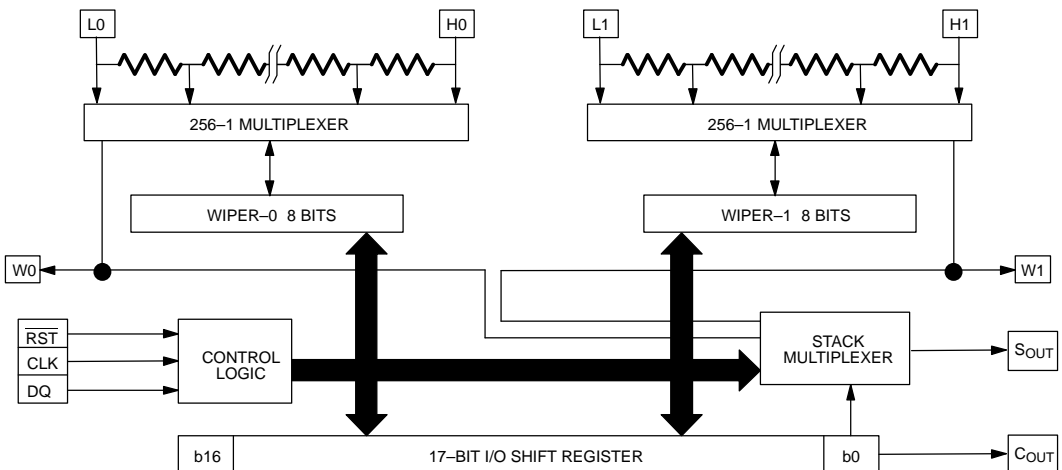 L0
H0
L1
H1
256–1 MULTIPLEXER
256–1 MULTIPLEXER
WIPER–0 8 BITS
WIPER–1 8 BITS
W0
W1
RST
CLK
DQ
CONTROL
LOGIC
STACK
MULTIPLEXER
SOUT
b16
17–BIT I/O SHIFT REGISTER
b0
COUT